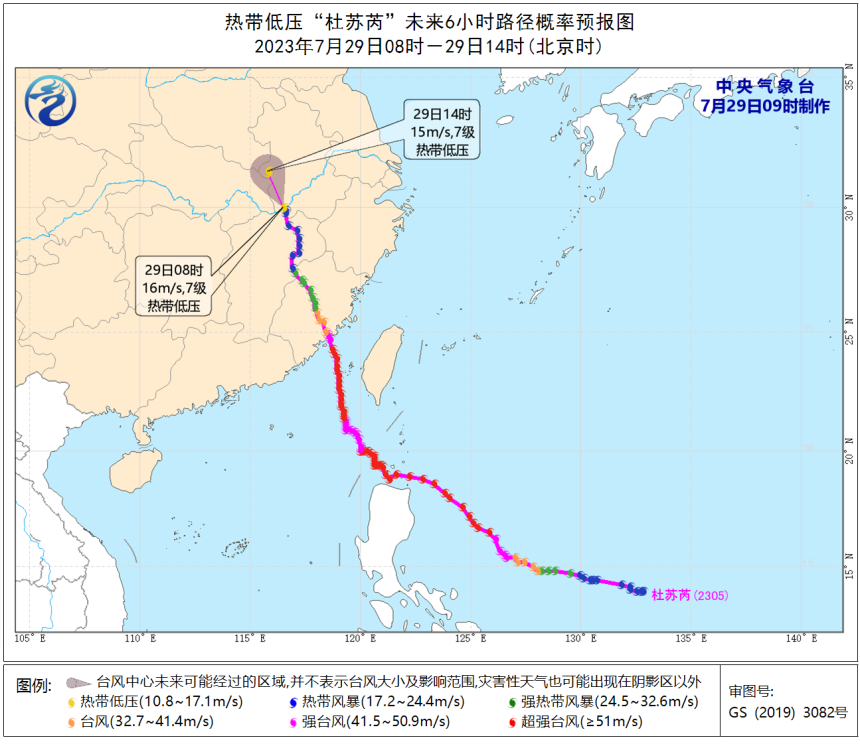 热带低压“杜苏芮”未来6小时路径概率预报图
2023年7月29日08时－29日14时(北京时)
中央气象台
7月29日09时制作
29日14时
15m/s,7级
热带低压
29日08时
16m/s,7级
热带低压
杜苏芮(2305)
35° N
30° N
25° N
20° N
15° N
105° E
110° E
115° E
120° E
125° E
130° E
135° E
140° E
图例:
台风中心未来可能经过的区域,并不表示台风大小及影响范围,灾害性天气也可能出现在阴影区以外
热带低压(10.8~17.1m/s)
热带风暴(17.2~24.4m/s)
强热带风暴(24.5~32.6m/s)
台风(32.7~41.4m/s)
强台风(41.5~50.9m/s)
超强台风(≥51m/s)
审图号:
GS (2019) 3082号